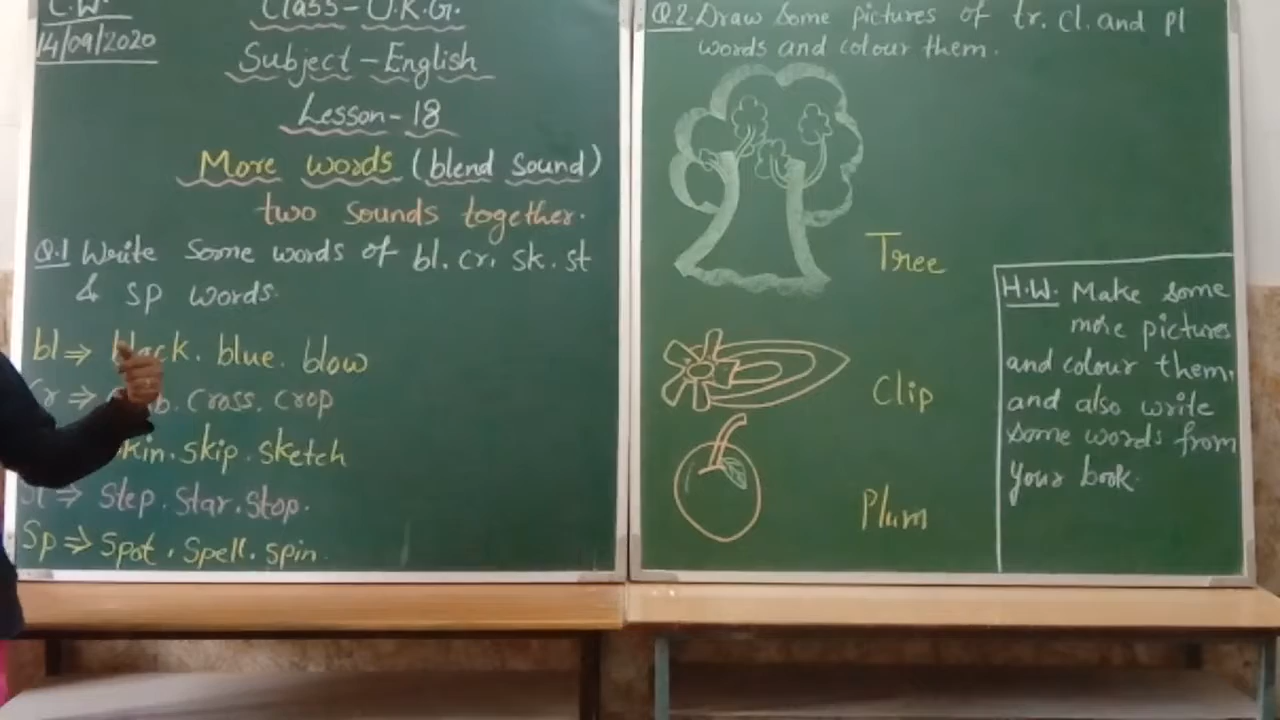 C.W.
14/09/2020
Class - U.K.G.
Subject - English
Lesson - 18
More words (blend sound)
two sounds together.
Q.1 Write some words of bl. cr, sk. st
& sp words.
bl ⇒ black. blue. blow
cross. crop
skip. sketch
st ⇒ Step. Star. Stop.
Sp ⇒ Spot. Spell. spin.
Q.2. Draw some pictures of tr. cl. and pl
words and colour them.
Tree
Clip
Plum
H.W. Make some
more pictures
and colour them,
and also write
some words from
your book.